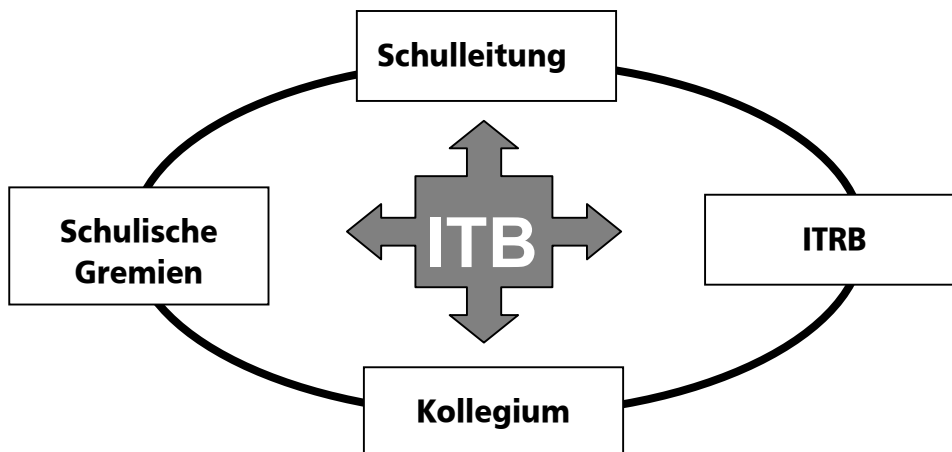 Schulleitung
Schulische
Gremien
ITB
ITRB
Kollegium